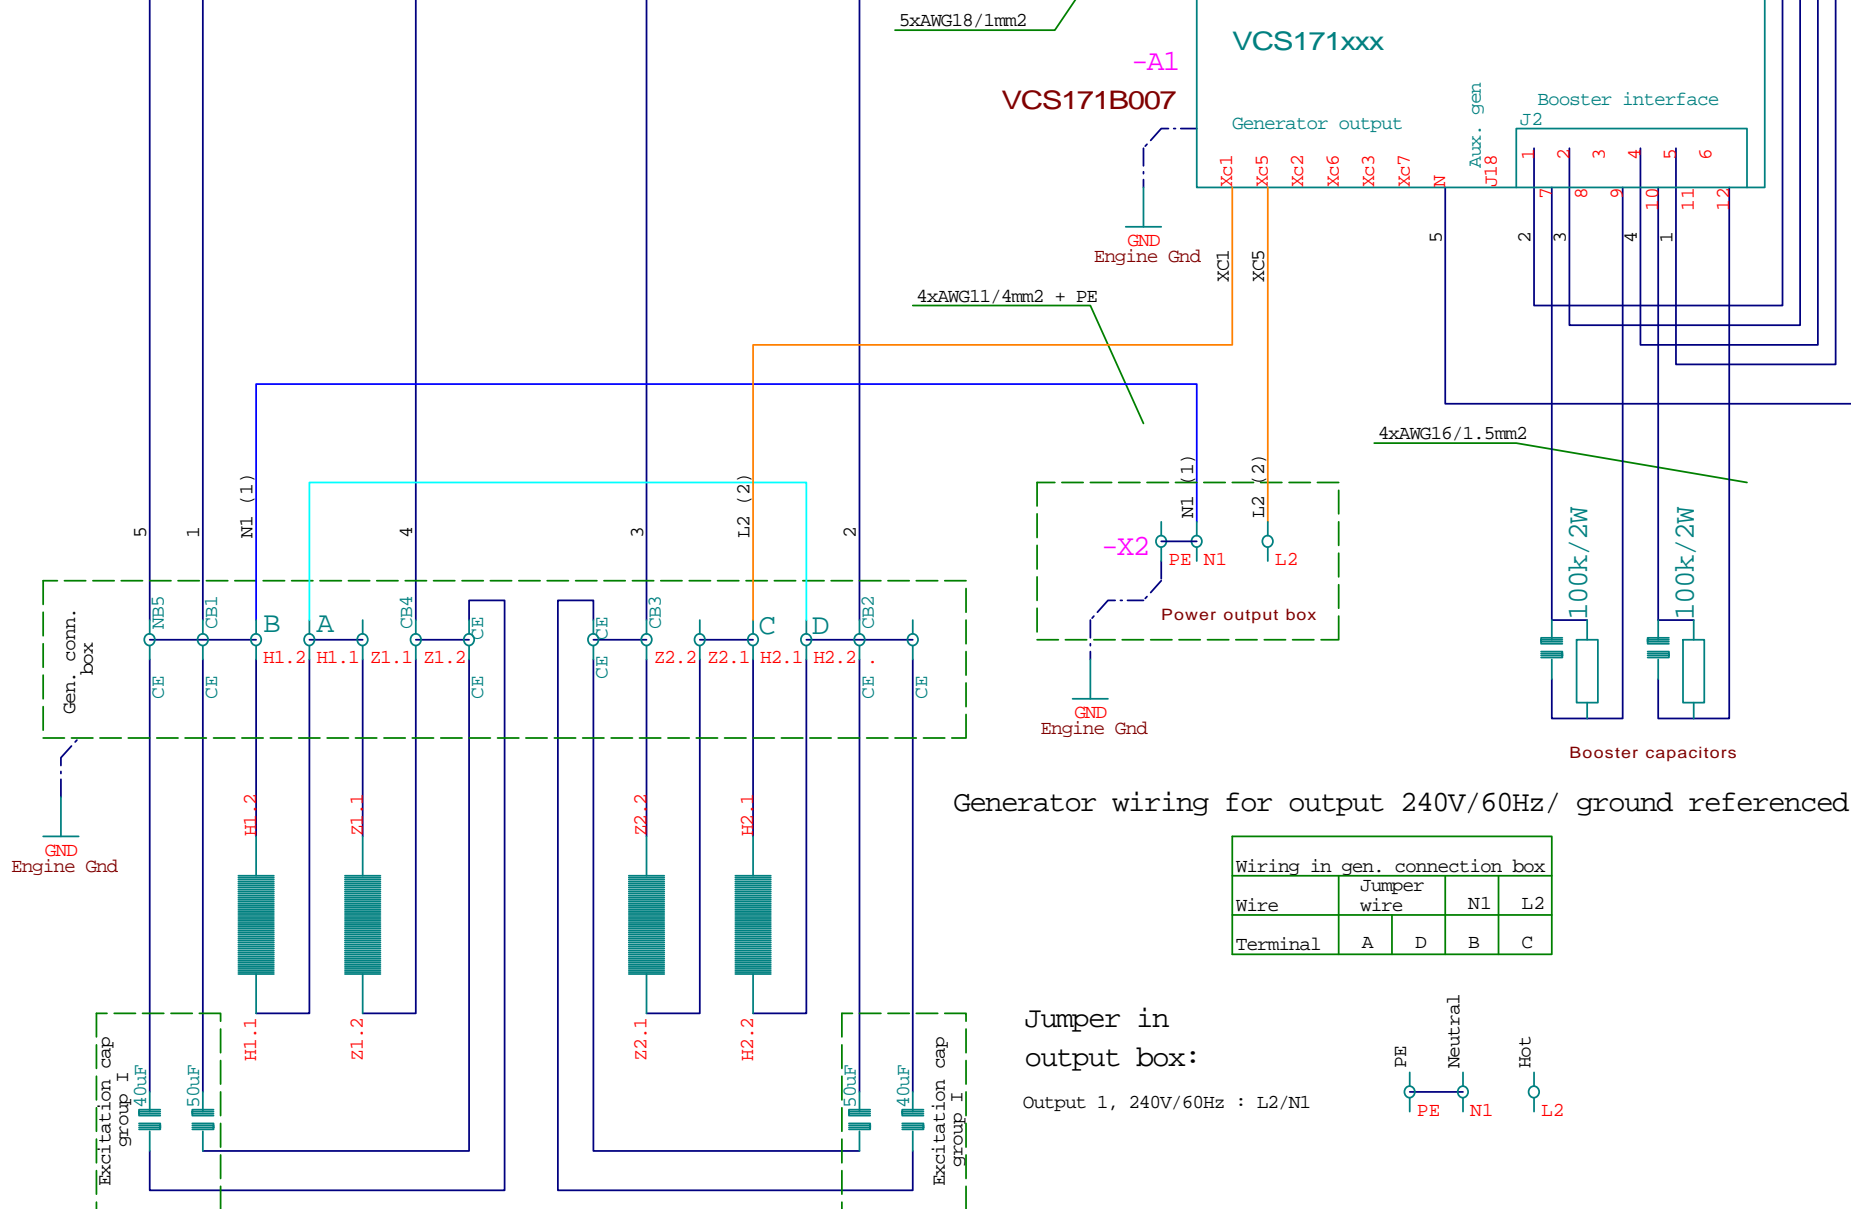 5xAWG18/1mm2
VCS171xxx
-A1
VCS171B007
Aux. gen
Booster interface
J2
Generator output
Xc1
Xc5
Xc2
Xc6
Xc3
Xc7
N
J18
1
2
3
4
5
6
7
8
9
10
11
12
GND
Engine Gnd
XC1
XC5
5
2
3
4
1
4xAWG11/4mm2 + PE
4xAWG16/1.5mm2
5
1
N1 (1)
4
3
L2 (2)
2
N1 (1)
L2 (2)
-X2
PE
N1
L2
Power output box
GND
Engine Gnd
100k/2W
100k/2W
Booster capacitors
Gen. conn.
box
NB5
CB1
B
A
CB4
CE
CE
CB3
C
D
CB2
H1.2
H1.1
Z1.1
Z1.2
Z2.2
Z2.1
H2.1
H2.2
.
CE
CE
CE
CE
CE
CE
GND
Engine Gnd
H1.2
Z1.1
Z2.2
H2.1
H1.1
Z1.2
Z2.1
H2.2
Excitation cap
group I
40uF
50uF
50uF
40uF
Excitation cap
group I
Generator wiring for output 240V/60Hz/ ground referenced
Wiring in gen. connection box
Wire
Jumper
wire
N1
L2
Terminal
A
D
B
C
Jumper in
output box:
Output 1, 240V/60Hz : L2/N1
PE
Neutral
Hot
PE
N1
L2